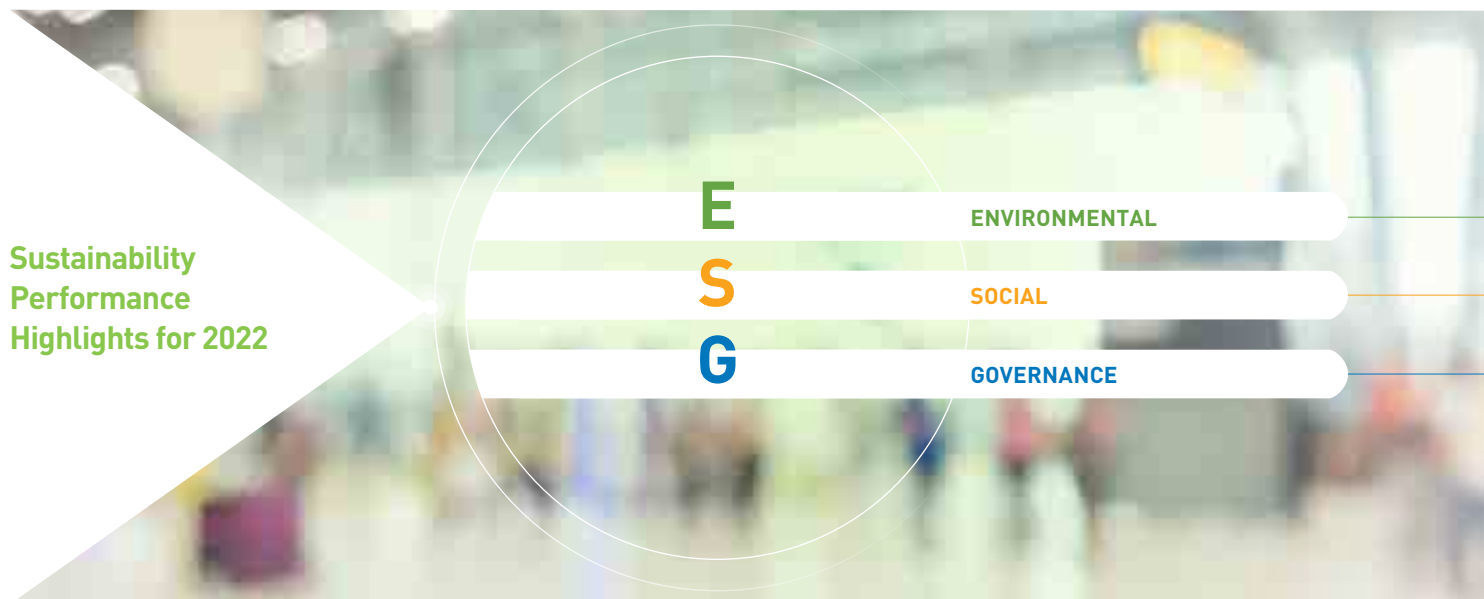 Sustainability
Performance
Highlights for 2022
E ENVIRONMENTAL
S SOCIAL
G GOVERNANCE